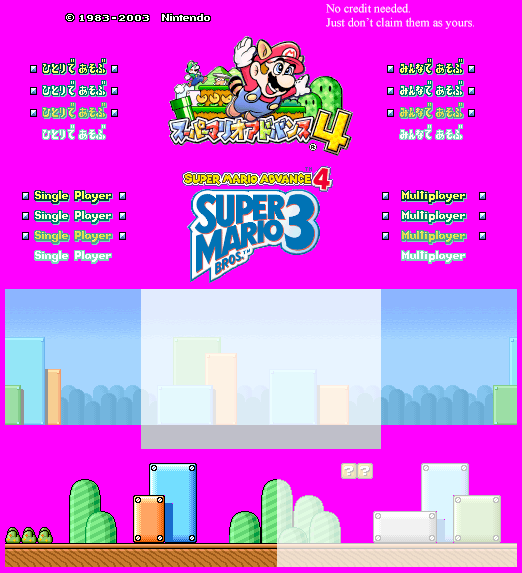 No credit needed.
Just don't claim them as yours.
© 1983-2003 Nintendo
ひとりで あそぶ
ひとりで あそぶ
ひとりで あそぶ
ひとりで あそぶ
スーパーマリオアドバンス4
®
みんなで あそぶ
みんなで あそぶ
みんなで あそぶ
みんなで あそぶ
SUPER MARIO ADVANCE 4
SUPER
MARIO 3
BROS.™
Single Player
Single Player
Single Player
Single Player
Multiplayer
Multiplayer
Multiplayer
Multiplayer
? ?